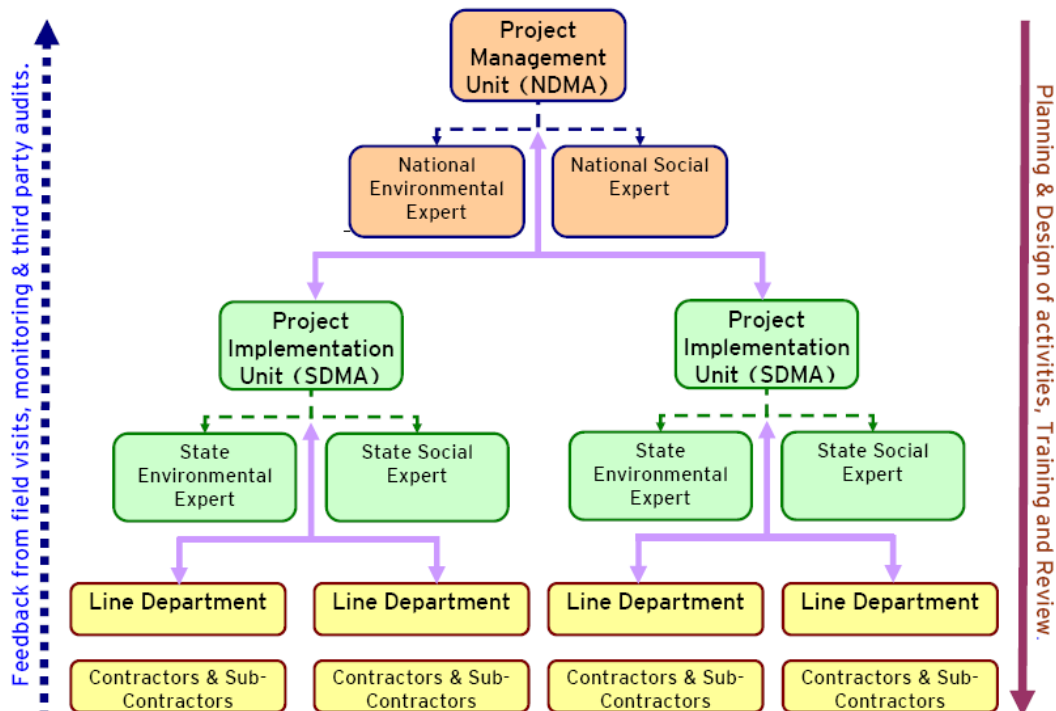 Project
Management
Unit (NDMA)
National
Environmental
Expert
National Social
Expert
Project
Implementation
Unit (SDMA)
Project
Implementation
Unit (SDMA)
State
Environmental
Expert
State Social
Expert
State
Environmental
Expert
State Social
Expert
Line Department
Line Department
Line Department
Line Department
Contractors & Sub-
Contractors
Contractors & Sub-
Contractors
Contractors & Sub-
Contractors
Contractors & Sub-
Contractors
Feedback from field visits, monitoring & third party audits.
Planning & Design of activities, Training and Review.